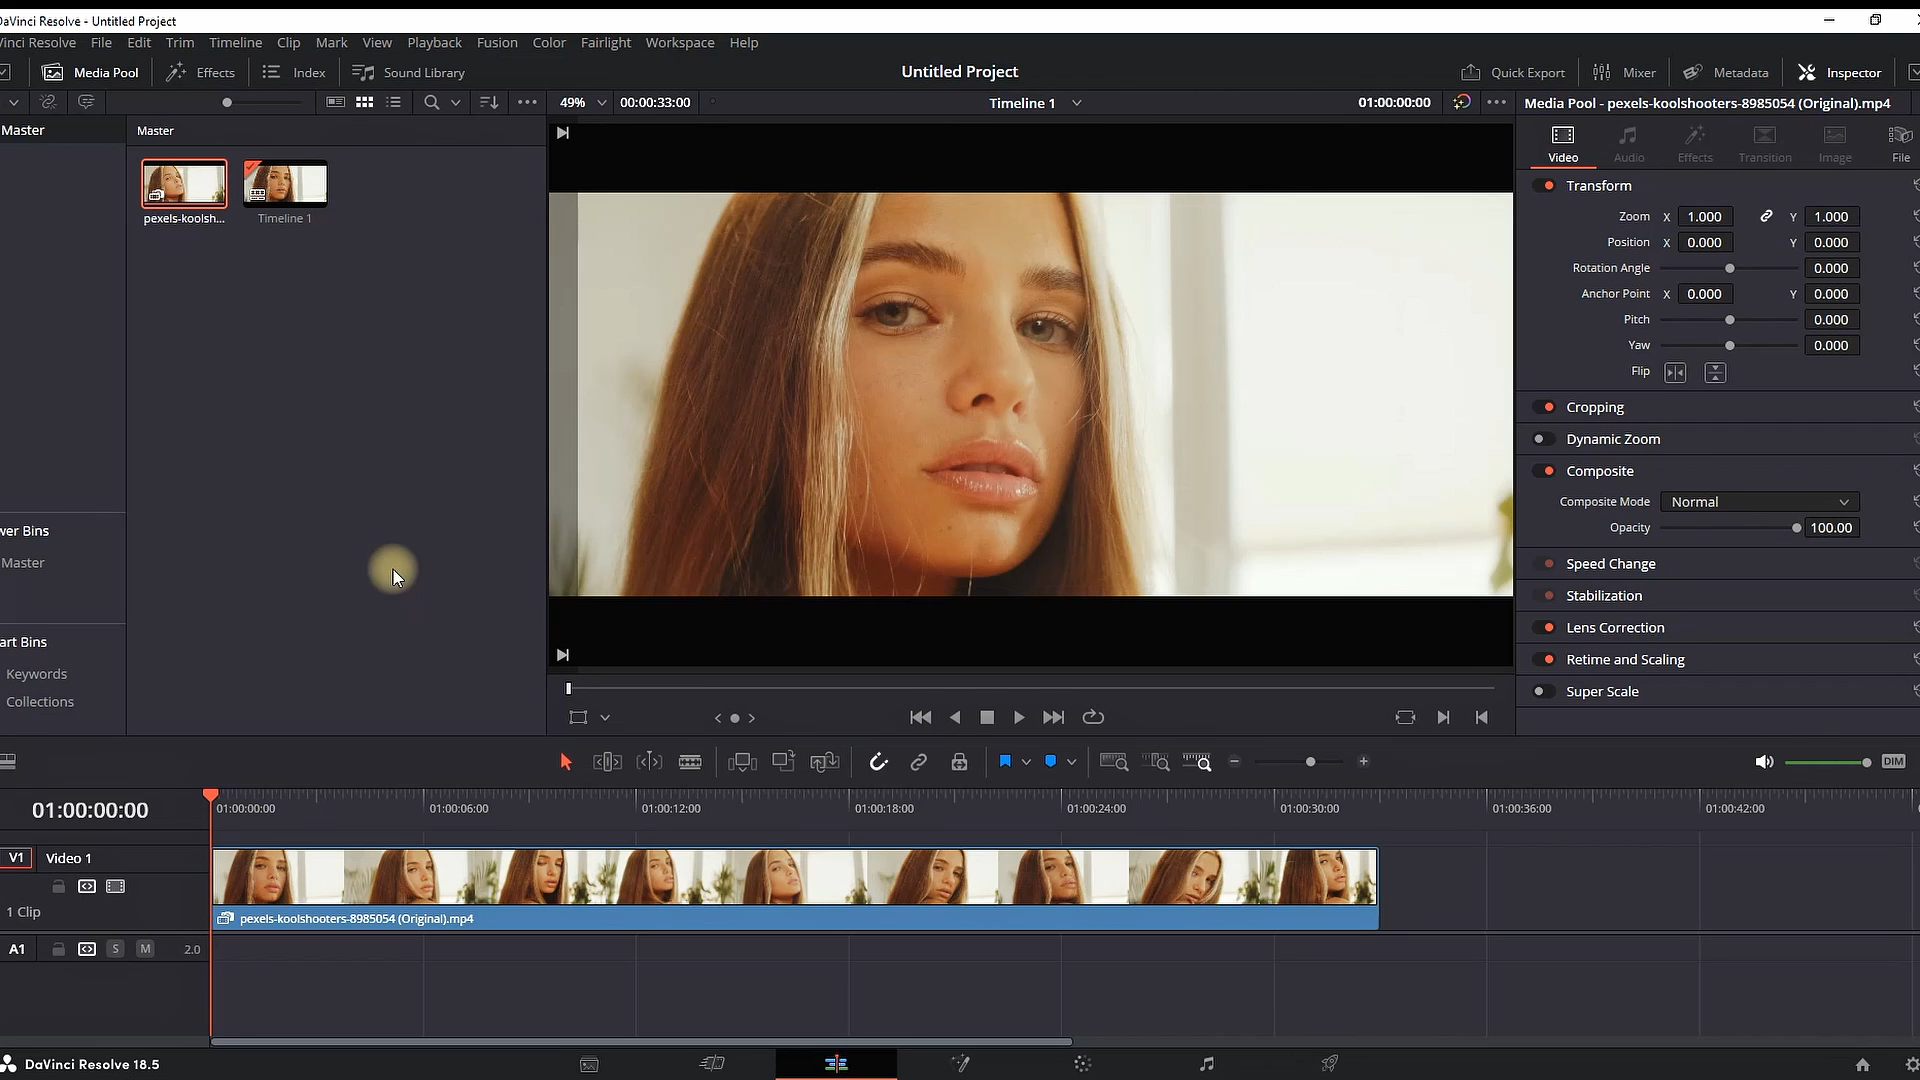 DaVinci Resolve - Untitled Project
Vinci Resolve File Edit Trim Timeline Clip Mark View Playback Fusion Color Fairlight Workspace Help
Media Pool Effects Index Sound Library Untitled Project Quick Export Mixer Metadata Inspector
49% 00:00:33:00 Timeline 1 01:00:00:00 Media Pool - pexels-koolshooters-8985054 (Original).mp4
Master Master
Video Audio Effects Transition Image File
Transform
pexels-koolsh... Timeline 1
Zoom X 1.000 Y 1.000
Position X 0.000 Y 0.000
Rotation Angle 0.000
Anchor Point X 0.000 Y 0.000
Pitch 0.000
Yaw 0.000
Flip
Cropping
Dynamic Zoom
Composite
Composite Mode Normal
Opacity 100.00
wer Bins
Master
Speed Change
Stabilization
Lens Correction
art Bins
Retime and Scaling
Keywords
Super Scale
Collections
DIM
01:00:00:00 01:00:00:00 01:00:06:00 01:00:12:00 01:00:18:00 01:00:24:00 01:00:30:00 01:00:36:00 01:00:42:00
V1 Video 1
1 Clip
pexels-koolshooters-8985054 (Original).mp4
A1 S M 2.0
DaVinci Resolve 18.5